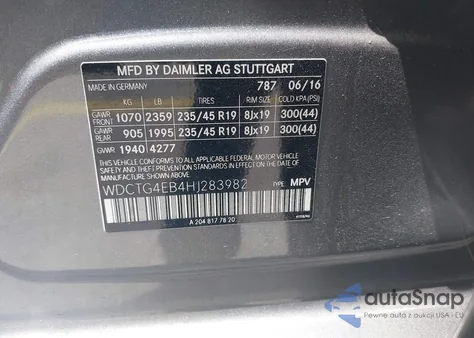 MFD BY DAIMLER AG STUTTGART
MADE IN GERMANY 787 06/16
KG LB TIRES RIM SIZE COLD KPA (PSI)
GAWR FRONT 1070 2359 235/45 R19 8Jx19 300(44)
GAWR REAR 905 1995 235/45 R19 8Jx19 300(44)
GVWR 1940 4277
THIS VEHICLE CONFORMS TO ALL APPLICABLE FEDERAL MOTOR VEHICLE
SAFETY, BUMPER, AND THEFT PREVENTION STANDARDS IN EFFECT ON
THE DATE OF MANUFACTURE SHOWN ABOVE.
WDCTG4EB4HJ283982 TYPE: MPV
A 204 817 78 20
autoSnap
Pewne auta z aukcji USA - EU